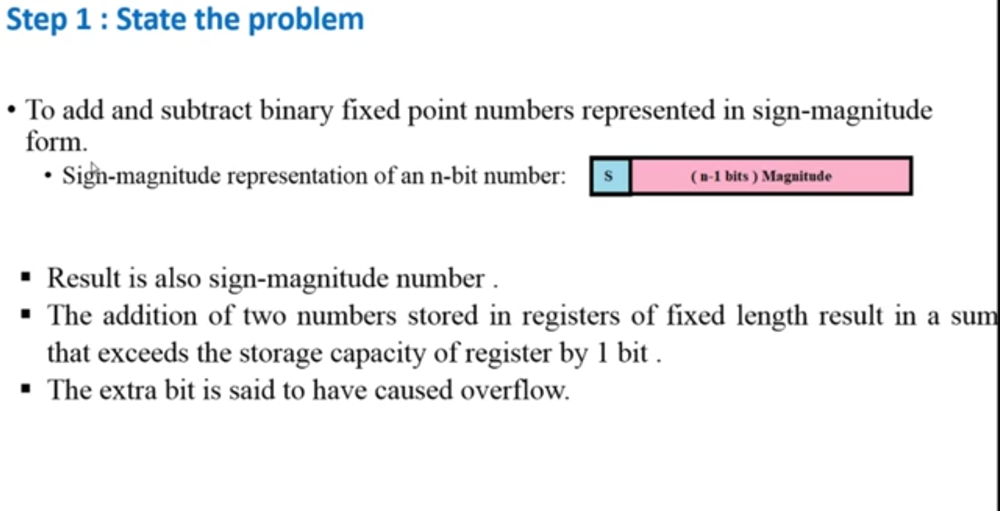 Step 1 : State the problem
• To add and subtract binary fixed point numbers represented in sign-magnitude
form.
• Sign-magnitude representation of an n-bit number:
S
( n-1 bits ) Magnitude
▪ Result is also sign-magnitude number .
▪ The addition of two numbers stored in registers of fixed length result in a sum
that exceeds the storage capacity of register by 1 bit .
▪ The extra bit is said to have caused overflow.